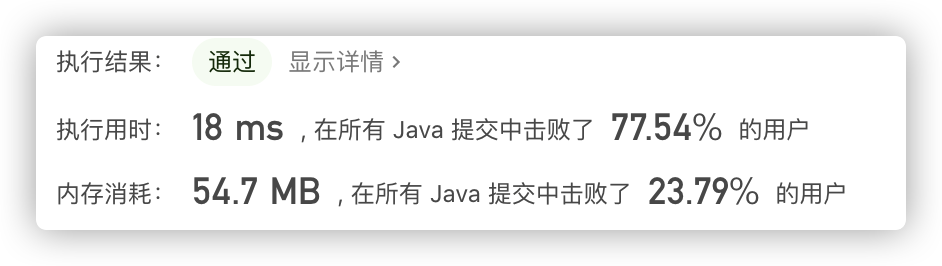 执行结果： 通过 显示详情 ›
执行用时： 18 ms , 在所有 Java 提交中击败了 77.54% 的用户
内存消耗： 54.7 MB , 在所有 Java 提交中击败了 23.79% 的用户